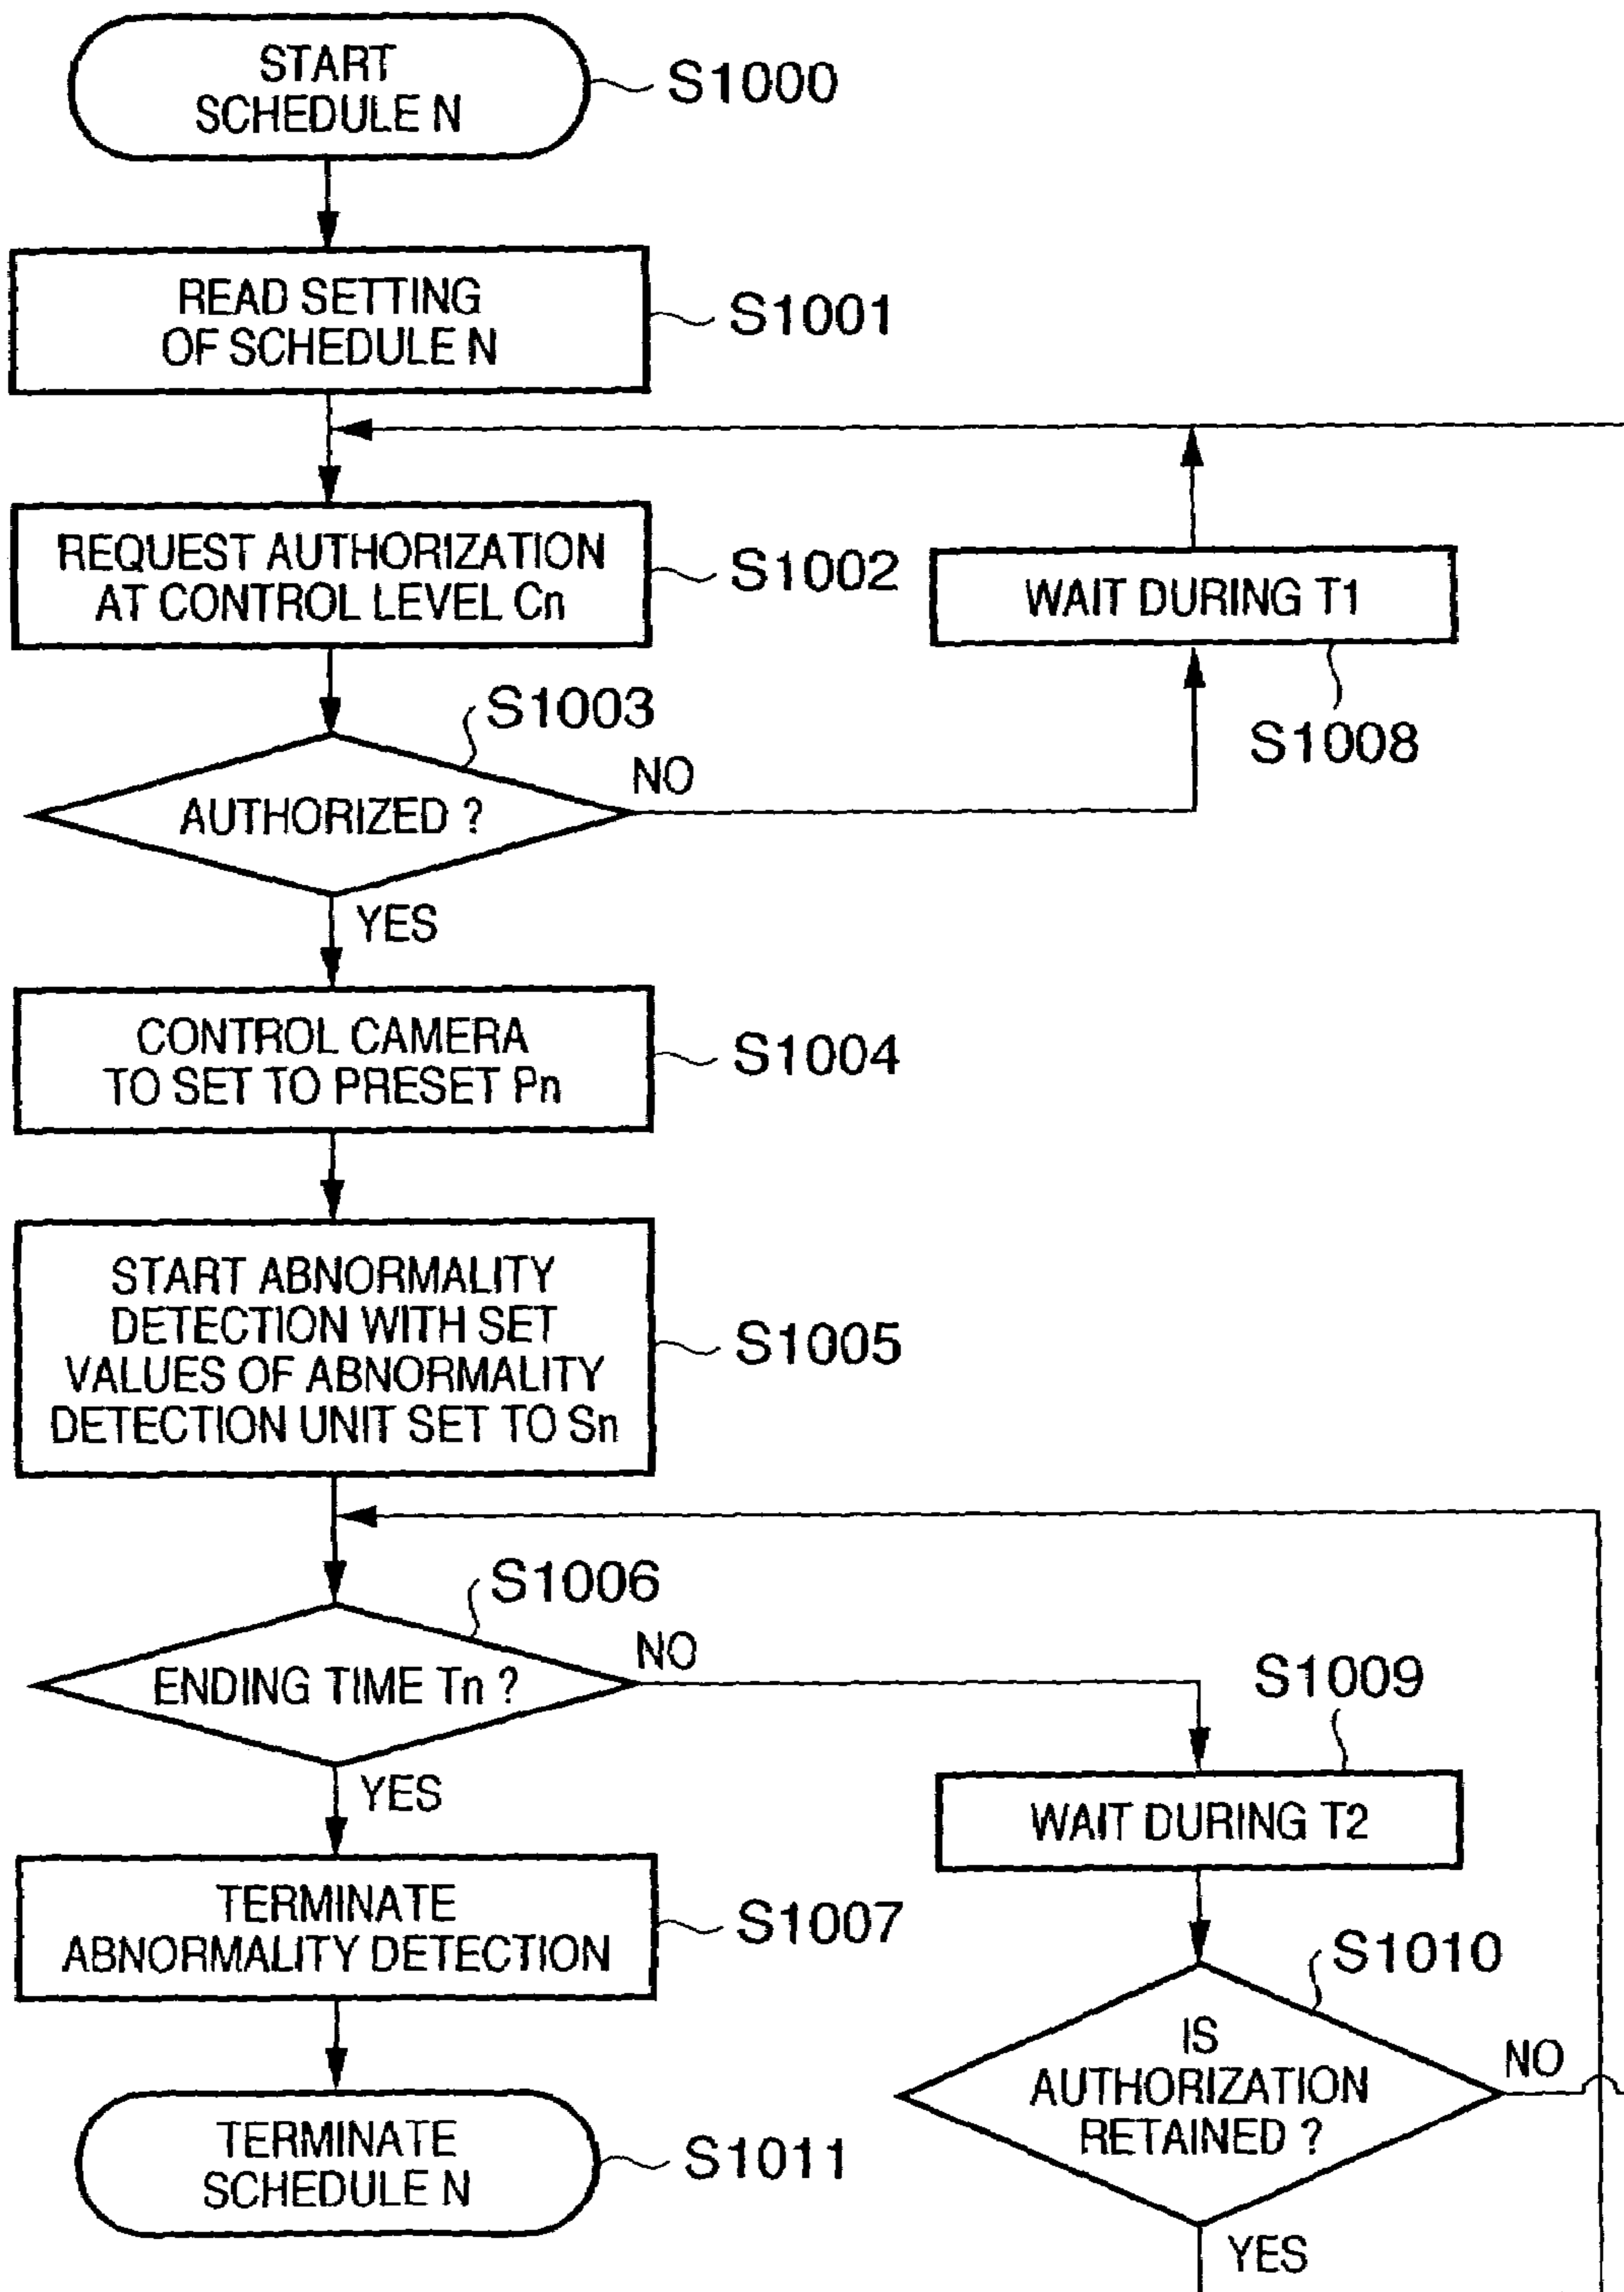 START
SCHEDULE N
S1000
READ SETTING
OF SCHEDULE N
S1001
REQUEST AUTHORIZATION
AT CONTROL LEVEL Cn
S1002
WAIT DURING T1
S1008
S1003
AUTHORIZED ?
NO
YES
CONTROL CAMERA
TO SET TO PRESET Pn
S1004
START ABNORMALITY
DETECTION WITH SET
VALUES OF ABNORMALITY
DETECTION UNIT SET TO Sn
S1005
S1006
ENDING TIME Tn ?
NO
YES
S1009
WAIT DURING T2
TERMINATE
ABNORMALITY DETECTION
S1007
S1010
IS
AUTHORIZATION
RETAINED ?
NO
YES
TERMINATE
SCHEDULE N
S1011